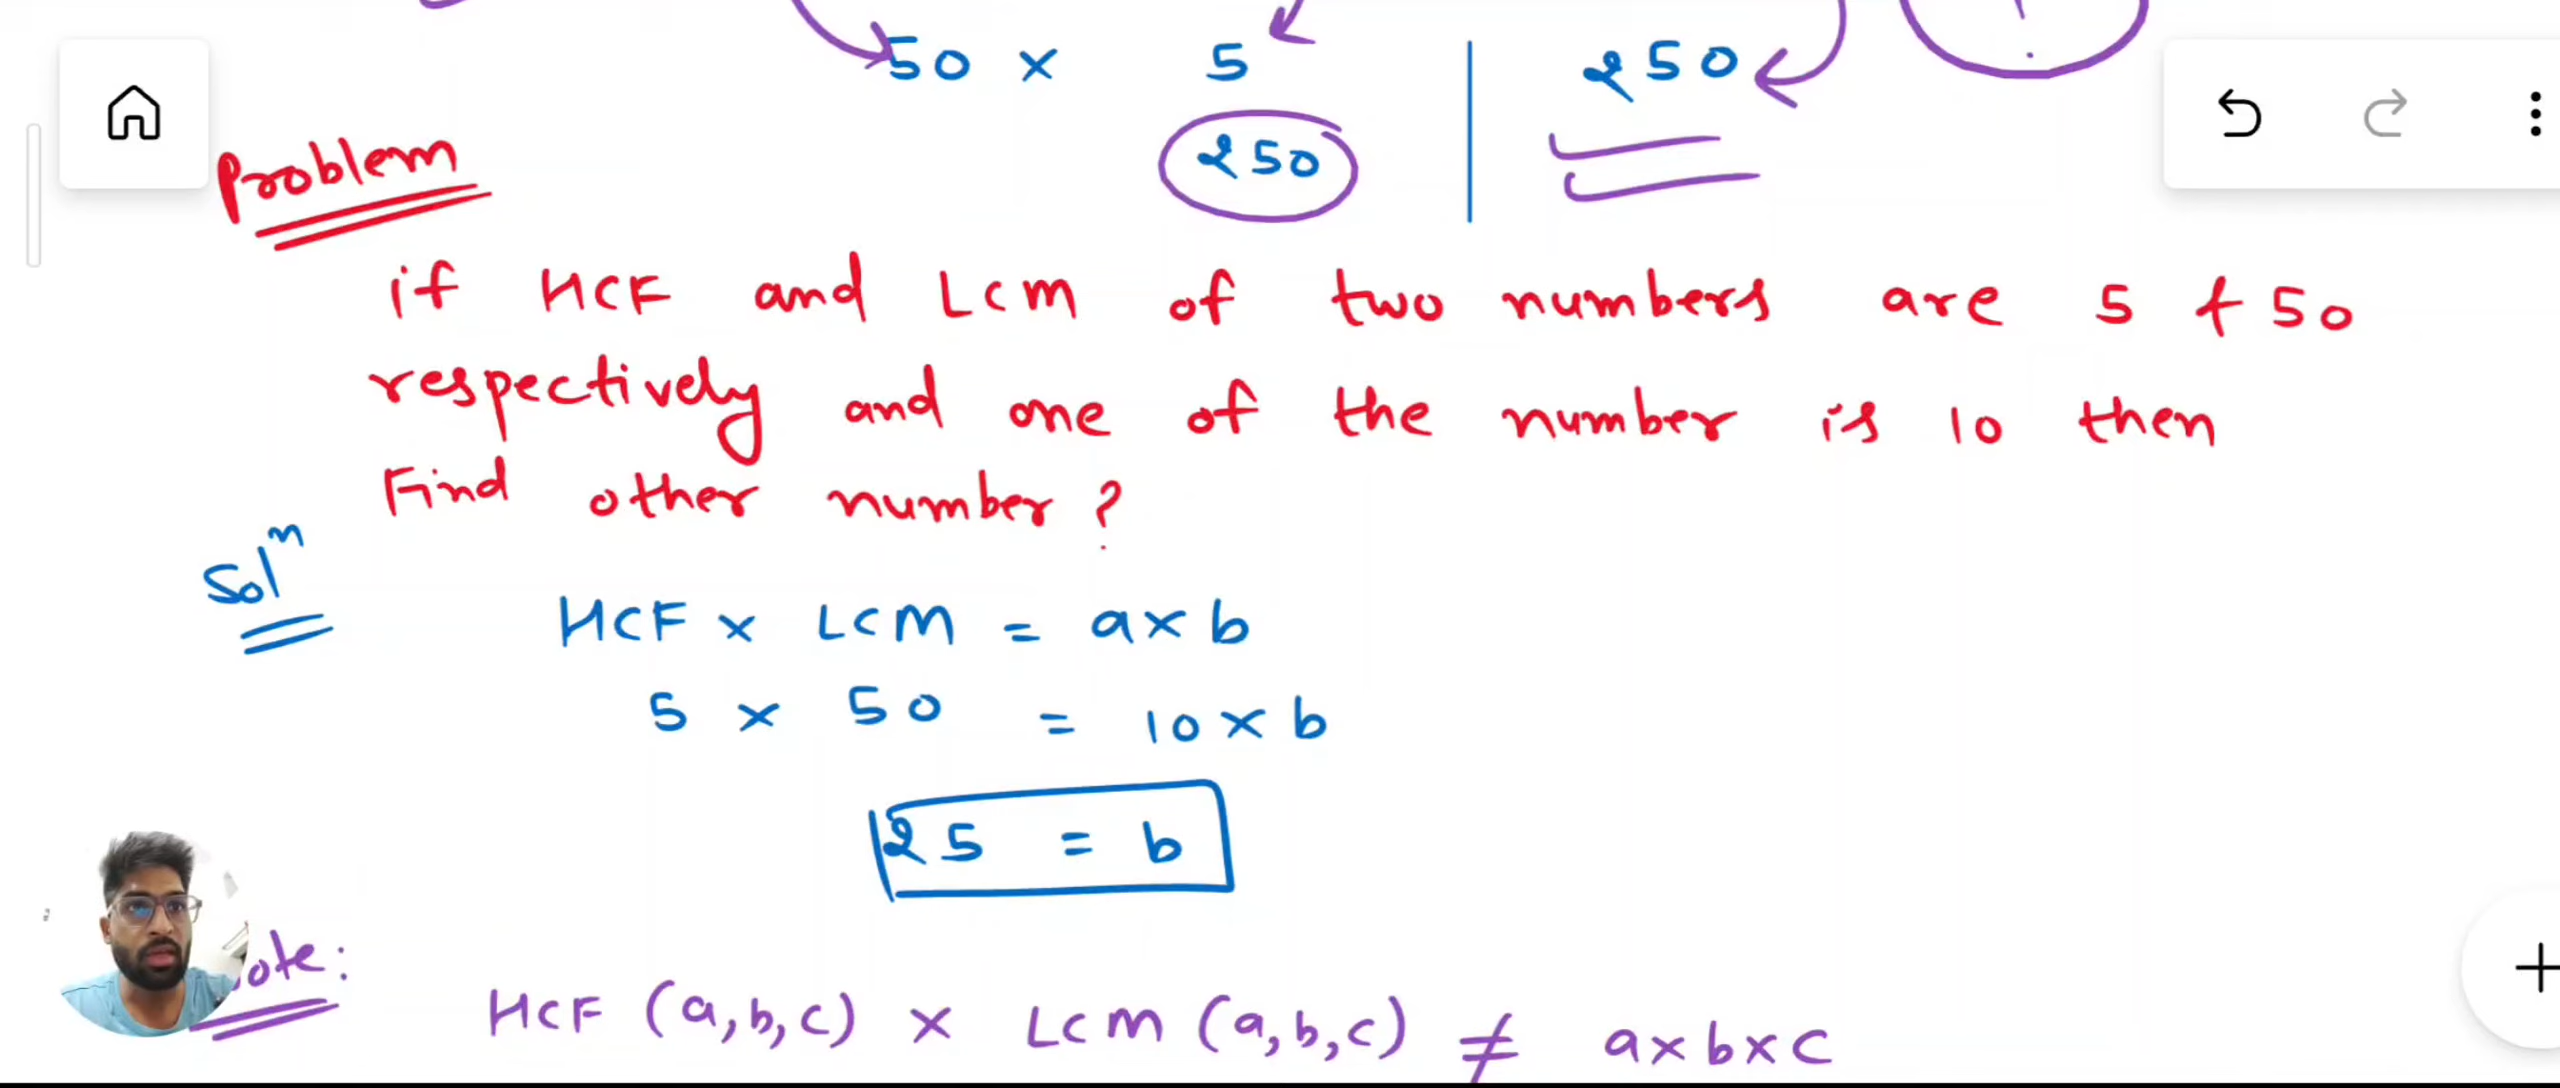 50 × 5 | 250
250
Problem
if HCF and LCM of two numbers are 5 & 50
respectively and one of the number is 10 then
Find other number?
Solⁿ
HCF × LCM = a×b
5 × 50 = 10×b
25 = b
ote:
HCF (a,b,c) × LCM (a,b,c) ≠ a×b×c